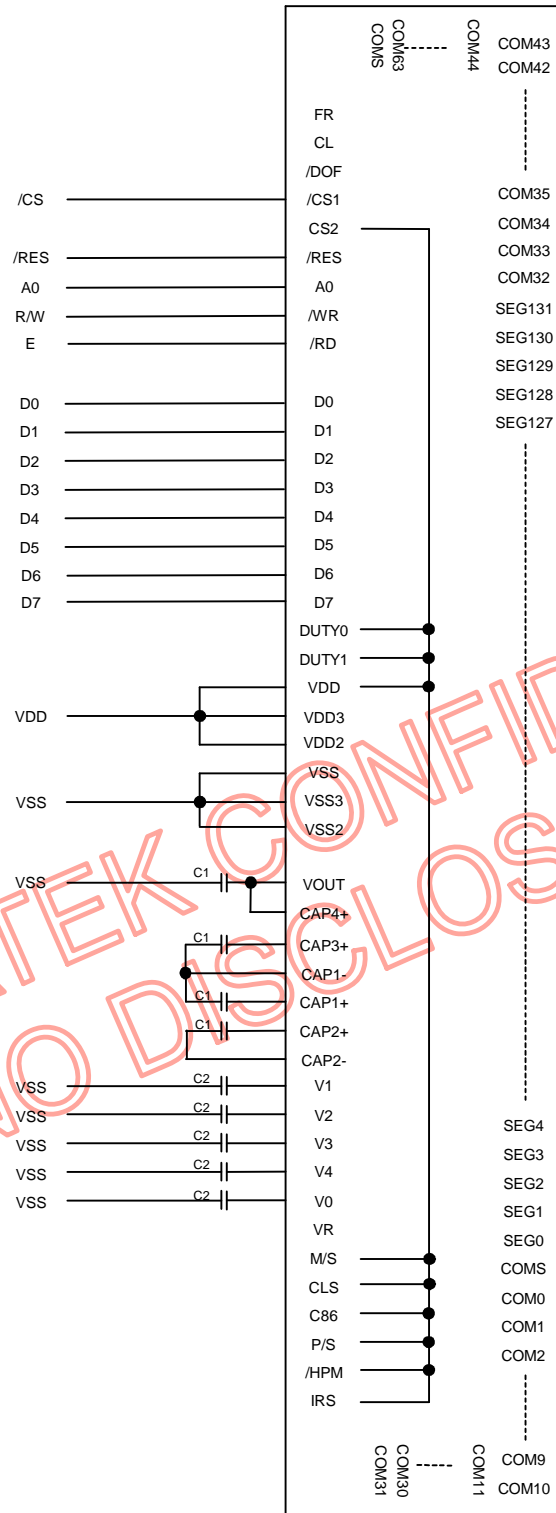 COMS
COM63
COM44
COM43
COM42
FR
CL
/DOF
/CS
/CS1
COM35
CS2
COM34
/RES
/RES
COM33
A0
A0
COM32
R/W
/WR
SEG131
E
/RD
SEG130
SEG129
SEG128
D0
D0
SEG127
D1
D1
D2
D2
D3
D3
D4
D4
D5
D5
D6
D6
D7
D7
DUTY0
DUTY1
VDD
VDD
VDD3
VDD2
VSS
VSS
VSS3
VSS2
VSS
C1
VOUT
CAP4+
C1
CAP3+
CAP1-
C1
CAP1+
C1
CAP2+
CAP2-
VSS
C2
V1
VSS
C2
V2
SEG4
VSS
C2
V3
SEG3
VSS
C2
V4
SEG2
VSS
C2
V0
SEG1
VR
SEG0
M/S
COMS
CLS
COM0
C86
COM1
P/S
COM2
/HPM
IRS
COM31
COM30
COM11
COM9
COM10
TEK CONFID
NO DISCLOS